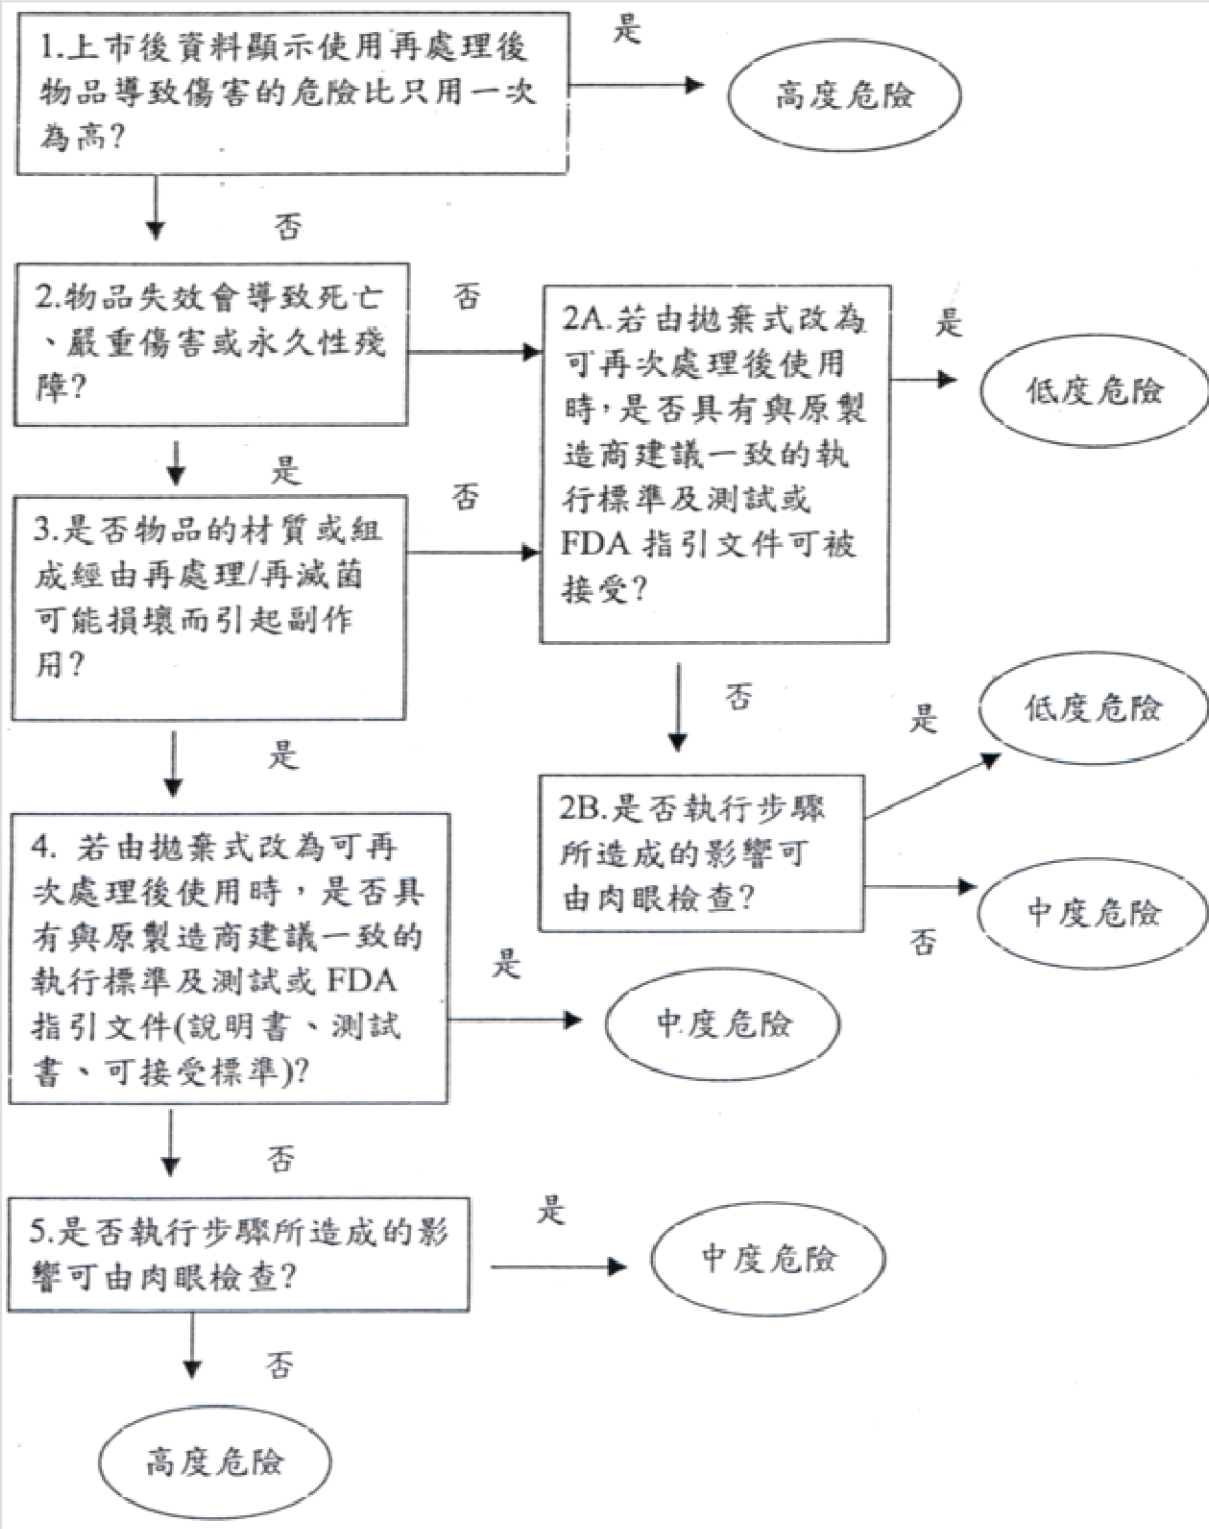 1.上市後資料顯示使用再處理後
物品導致傷害的危險比只用一次
為高?
是
高度危險
否
2.物品失效會導致死亡
、嚴重傷害或永久性殘
障?
否
2A.若由拋棄式改為
可再次處理後使用
時，是否具有與原製
造商建議一致的執
行標準及測試或
FDA 指引文件可被
接受?
是
低度危險
是
3.是否物品的材質或組
成經由再處理/再滅菌
可能損壞而引起副作
用?
否
否
2B.是否執行步驟
所造成的影響可
由肉眼檢查?
是
低度危險
否
中度危險
是
4. 若由拋棄式改為可再
次處理後使用時，是否具
有與原製造商建議一致的
執行標準及測試或 FDA
指引文件(說明書、測試
書、可接受標準)?
是
中度危險
否
5.是否執行步驟所造成的影
響可由肉眼檢查?
是
中度危險
否
高度危險